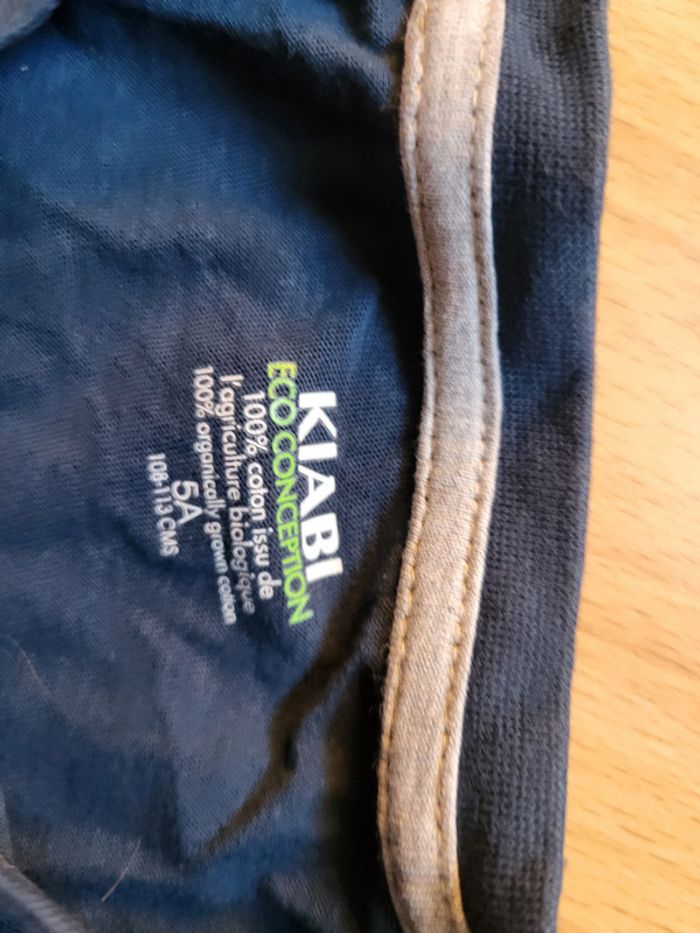 KIABI
ECO CONCEPTION
100% coton issu de
l'agriculture biologique
100% organically grown cotton
5A
108-113 CMS